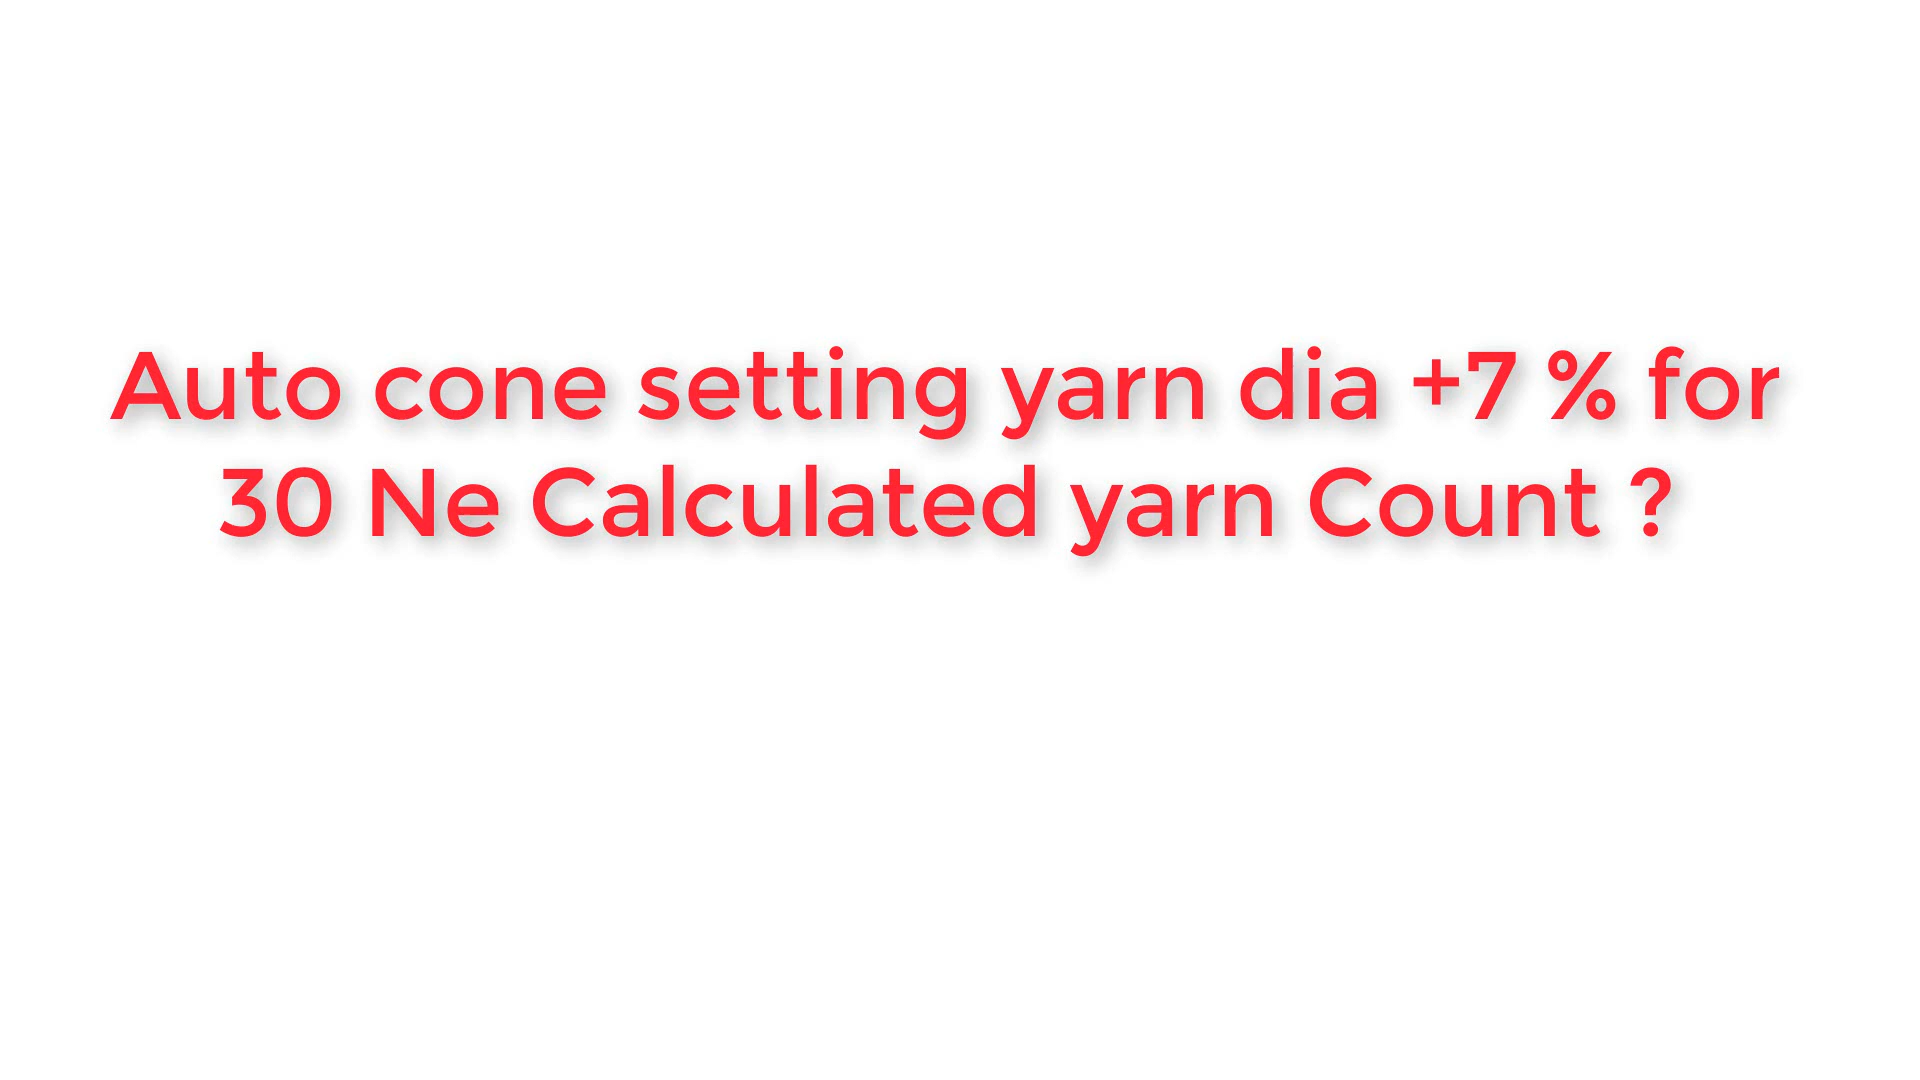 Auto cone setting yarn dia +7 % for
30 Ne Calculated yarn Count ?